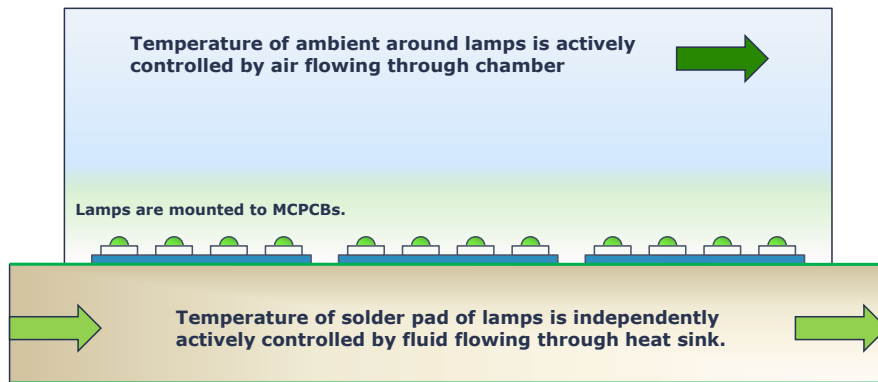 Temperature of ambient around lamps is actively
controlled by air flowing through chamber
Lamps are mounted to MCPCBs.
Temperature of solder pad of lamps is independently
actively controlled by fluid flowing through heat sink.